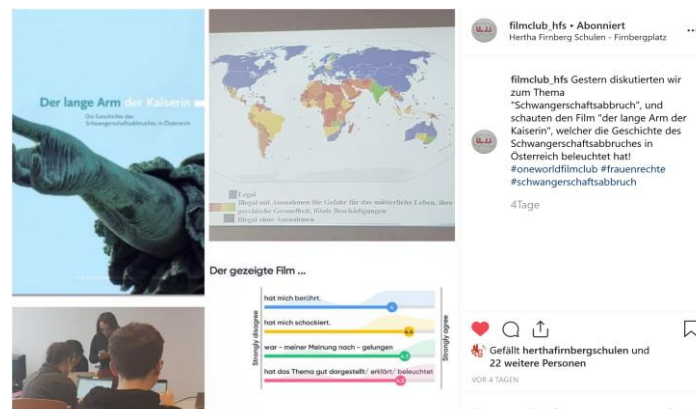 Der lange Arm der Kaiserin
Die Geschichte des
Schwangerschaftsabbruches in Österreich
Legal
Illegal mit Ausnahmen für Gefahr für das mütterliche Leben, ihre
psychische Gesundheit, fötale Beschädigungen
Illegal ohne Ausnahmen
Der gezeigte Film ...
Strongly disagree
hat mich berührt.
hat mich schockiert.
war - meiner Meinung nach - gelungen
hat das Thema gut dargestellt/ erklärt/ beleuchtet
Strongly agree
filmclub_hfs • Abonniert
Hertha Firnberg Schulen - Firnbergplatz
filmclub_hfs Gestern diskutierten wir
zum Thema
"Schwangerschaftsabbruch", und
schauten den Film "der lange Arm der
Kaiserin", welcher die Geschichte des
Schwangerschaftsabbruches in
Österreich beleuchtet hat!
#oneworldfilmclub #frauenrechte
#schwangerschaftsabbruch
4Tage
Gefällt herthafirnbergschulen und
22 weitere Personen
VOR 4 TAGEN